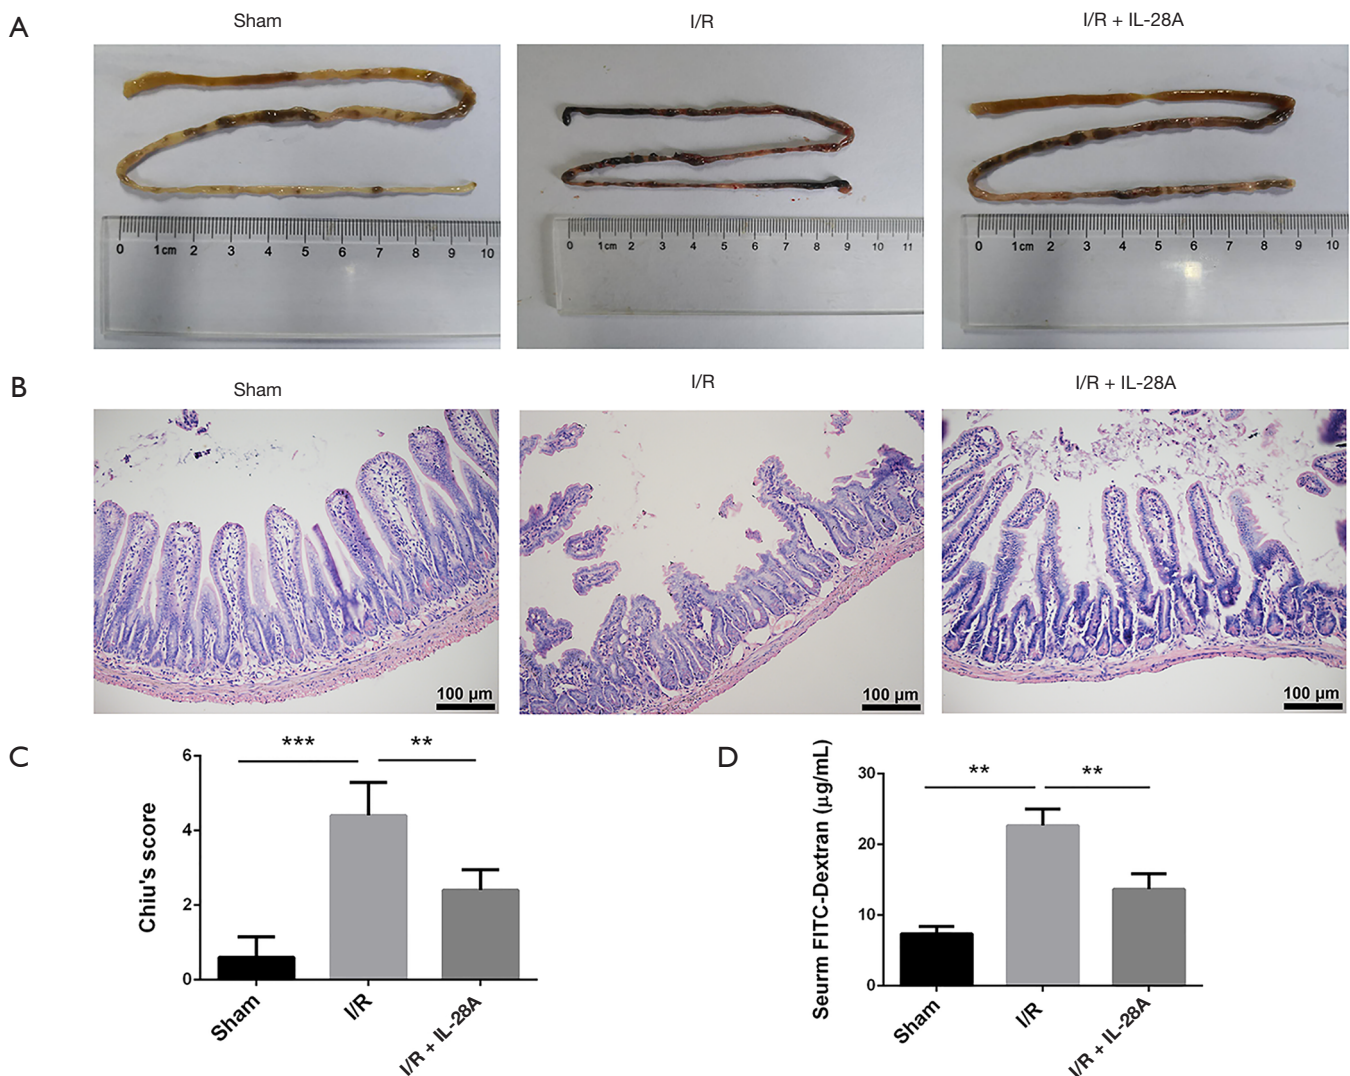 A
Sham
I/R
I/R + IL-28A
0 1cm 2 3 4 5 6 7 8 9 10
0 1cm 2 3 4 5 6 7 8 9 10 11
0 1cm 2 3 4 5 6 7 8 9 10
B
Sham
I/R
I/R + IL-28A
100 µm
100 µm
100 µm
C
***
**
6
4
2
0
Chiu's score
Sham
I/R
I/R + IL-28A
D
**
**
30
20
10
0
Seurm FITC-Dextran (µg/mL)
Sham
I/R
I/R + IL-28A